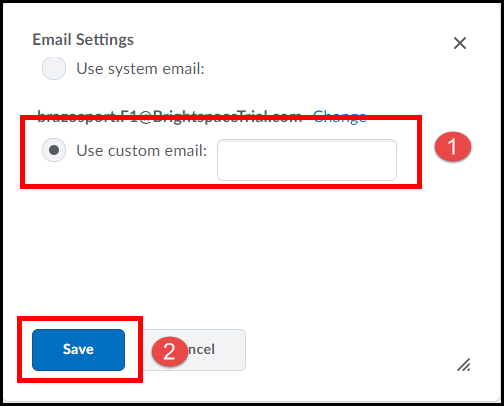 Email Settings
Use system email:
brazosport.F1@BrightspaceTrial.com Change
Use custom email:
1
Save
2
ncel